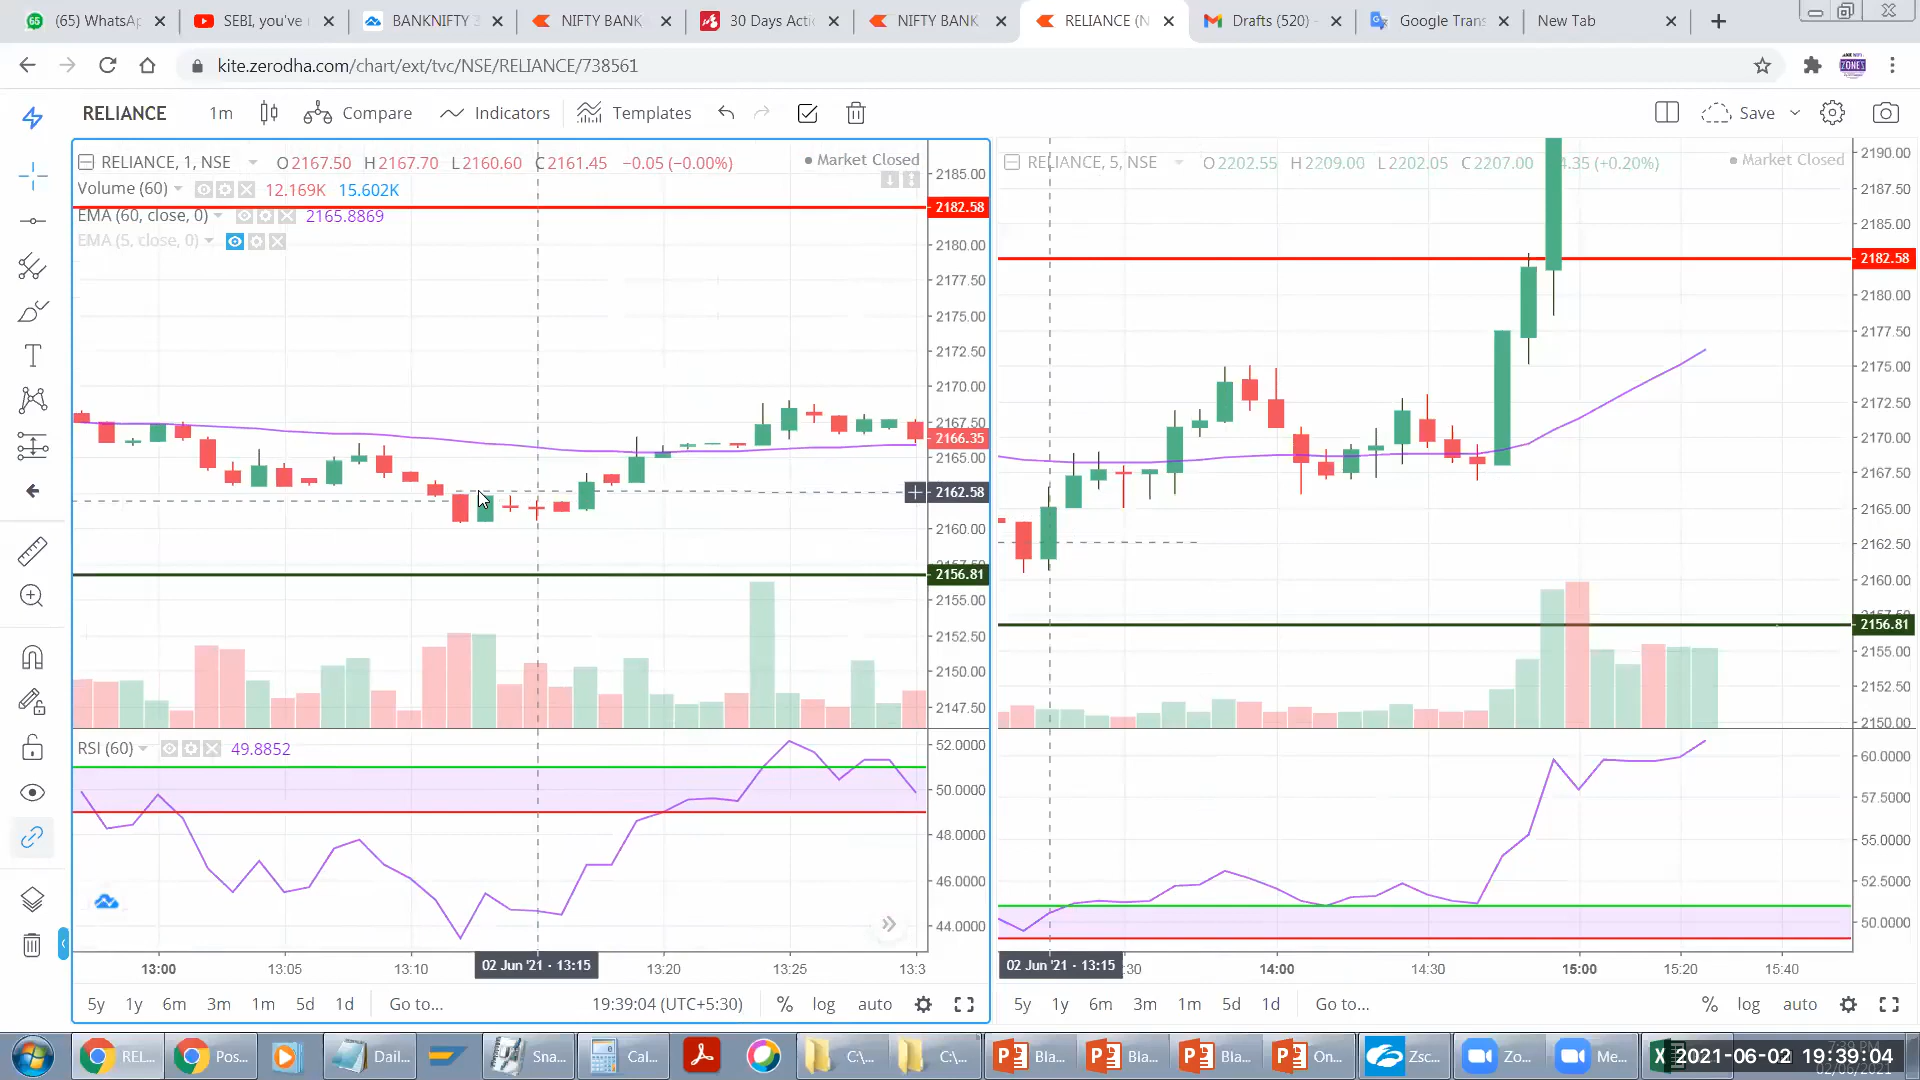 (65) WhatsA
SEBI, you've
BANKNIFTY 3
NIFTY BANK
30 Days Acti
NIFTY BANK
RELIANCE (N
Drafts (520) -
Google Trans
New Tab
kite.zerodha.com/chart/ext/tvc/NSE/RELIANCE/738561
RELIANCE 1m Compare Indicators Templates Save
RELIANCE, 1, NSE O2167.50 H2167.70 L2160.60 C2161.45 −0.05 (−0.00%) Market Closed
Volume (60) 12.169K 15.602K
EMA (60, close, 0) 2165.8869
EMA (5, close, 0)
2185.00
2182.58
2180.00
2177.50
2175.00
2172.50
2170.00
2167.50
2166.35
2165.00
2162.58
2160.00
2156.81
2155.00
2152.50
2150.00
2147.50
RSI (60) 49.8852
52.0000
50.0000
48.0000
46.0000
44.0000
13:00 13:05 13:10 02 Jun '21 - 13:15 13:20 13:25 13:3
5y 1y 6m 3m 1m 5d 1d Go to... 19:39:04 (UTC+5:30) % log auto
RELIANCE, 5, NSE O2202.55 H2209.00 L2202.05 C2207.00 4.35 (+0.20%) Market Closed
2190.00
2187.50
2185.00
2182.58
2180.00
2177.50
2175.00
2172.50
2170.00
2167.50
2165.00
2162.50
2160.00
2156.81
2155.00
2152.50
2150.00
60.0000
57.5000
55.0000
52.5000
50.0000
02 Jun '21 - 13:15 :30 14:00 14:30 15:00 15:20 15:40
5y 1y 6m 3m 1m 5d 1d Go to... % log auto
REL... Pos... Dail... Sna... Cal... C:\... C:\... Bla... Bla... Bla... On... Zsc... Zo... Me... 2021-06-02 19:39:04
02/06/2021